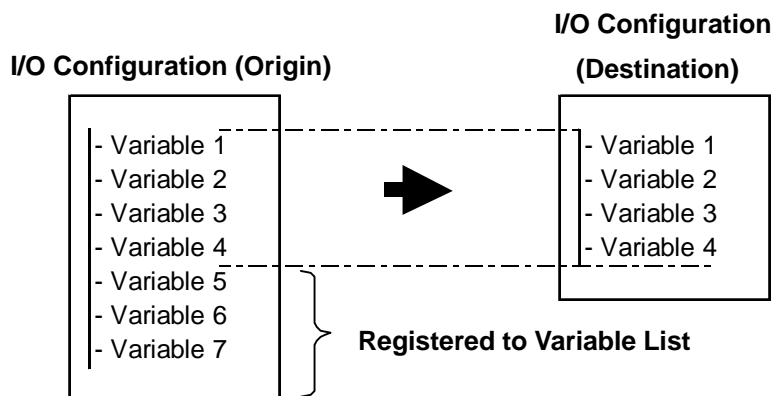 I/O Configuration (Origin)
- Variable 1
- Variable 2
- Variable 3
- Variable 4
- Variable 5
- Variable 6
- Variable 7
I/O Configuration
(Destination)
- Variable 1
- Variable 2
- Variable 3
- Variable 4
Registered to Variable List